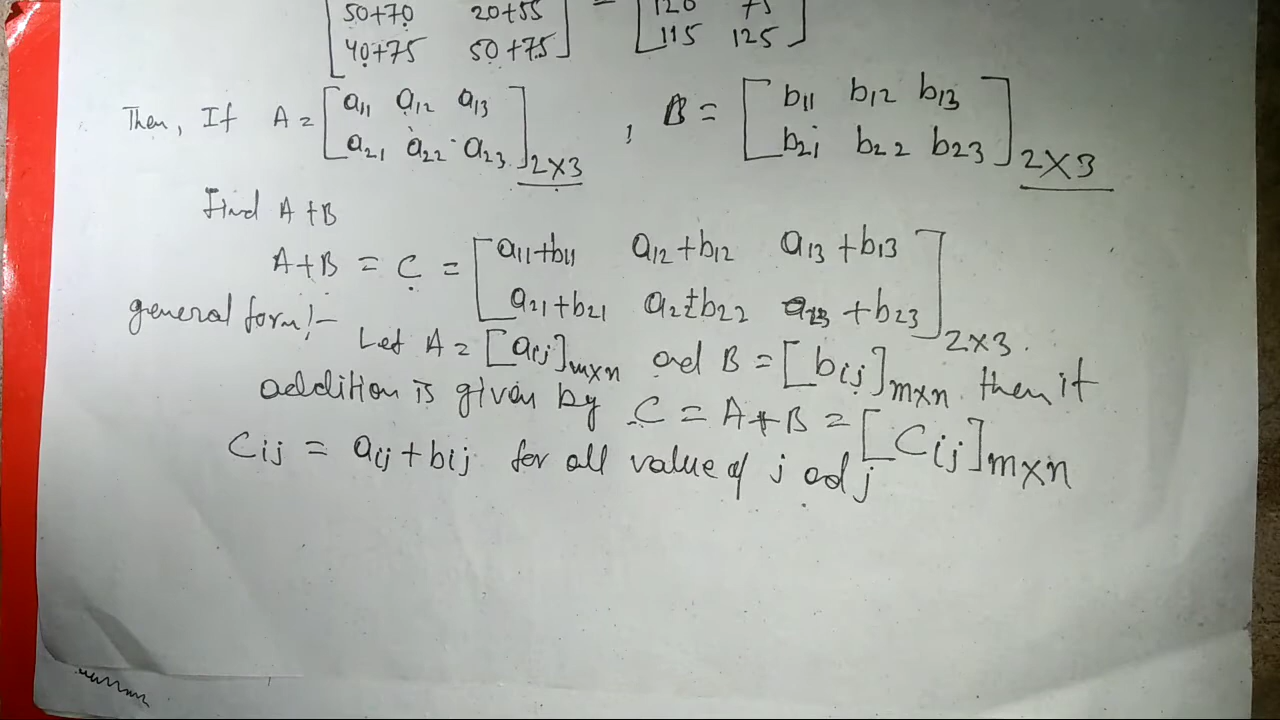 [50+70 20+55] = [120 75]
[40+75 50+75] [115 125]
Then, If A = [a11 a12 a13] , B = [b11 b12 b13]
[a21 a22 a23]2×3 [b21 b22 b23]2×3
Find A+B
A+B = C = [a11+b11 a12+b12 a13+b13]
[a21+b21 a22+b22 a23+b23]2×3.
general form:-
Let A = [aij]m×n ad B = [bij]m×n then it
addition is given by C = A+B = [Cij]m×n
Cij = aij+bij for all value of j ad j